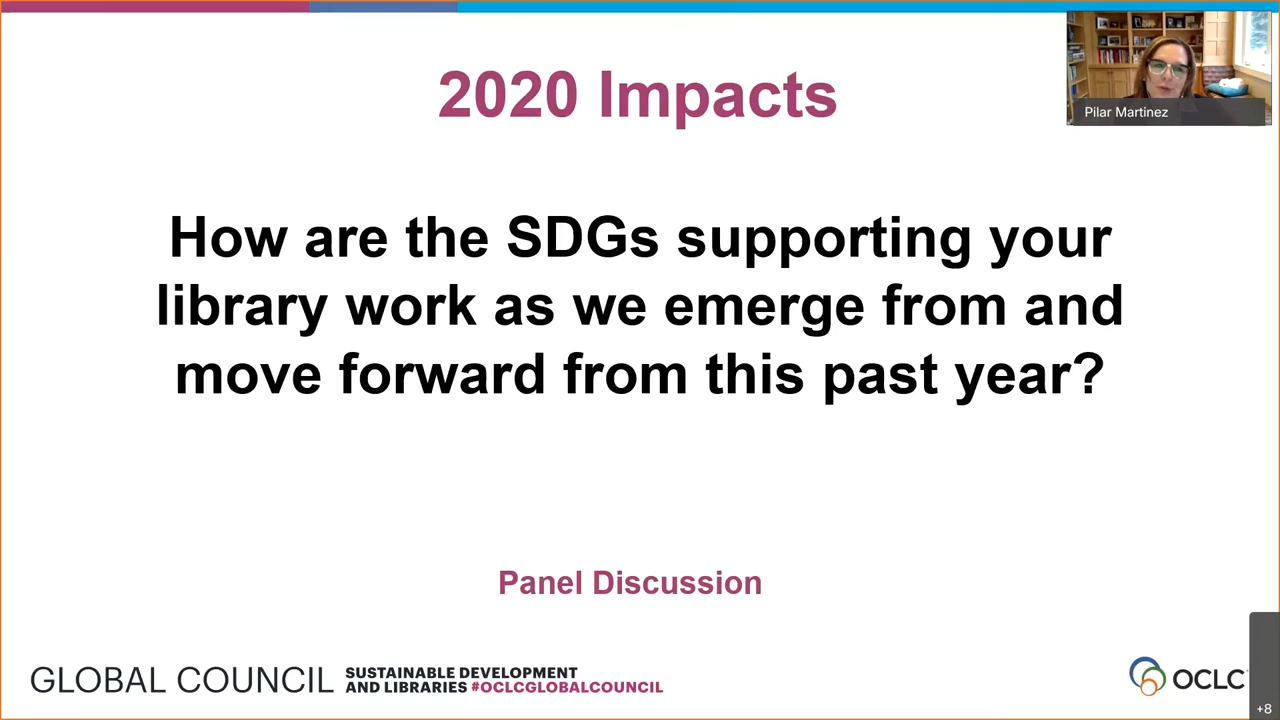 2020 Impacts
Pilar Martinez
How are the SDGs supporting your
library work as we emerge from and
move forward from this past year?
Panel Discussion
GLOBAL COUNCIL
SUSTAINABLE DEVELOPMENT
AND LIBRARIES #OCLCGLOBALCOUNCIL
OCLC
+8